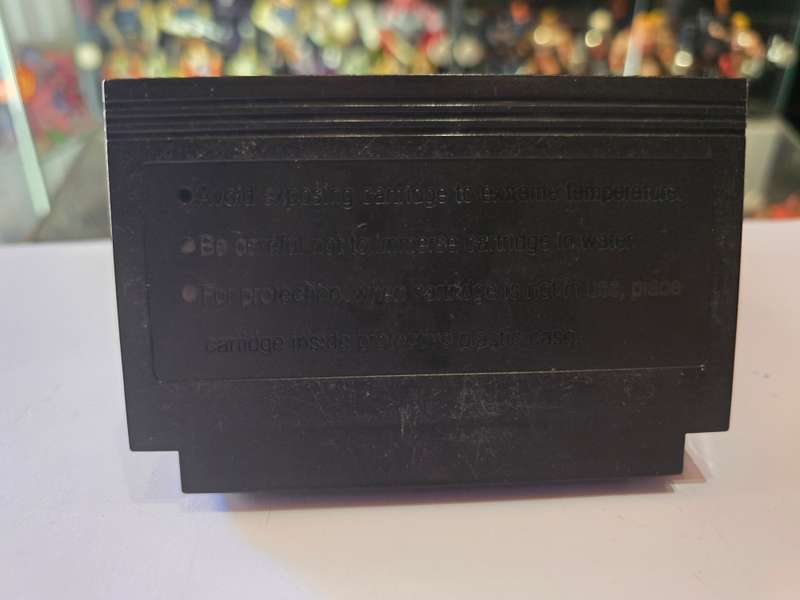 ● Avoid exposing cartridge to extreme temperature.
● Be careful not to immerse cartridge in water
● For protection, when cartridge is not in use, place
cartridge inside protective plastic case.